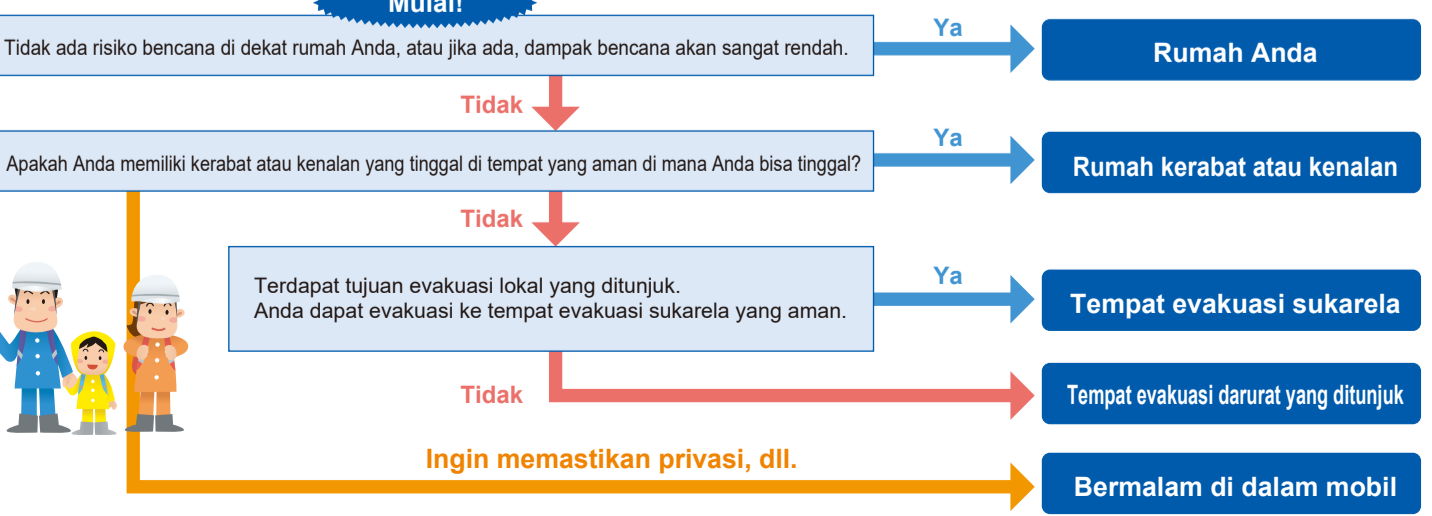 Mulai!
Tidak ada risiko bencana di dekat rumah Anda, atau jika ada, dampak bencana akan sangat rendah.
Ya
Rumah Anda
Tidak
Apakah Anda memiliki kerabat atau kenalan yang tinggal di tempat yang aman di mana Anda bisa tinggal?
Ya
Rumah kerabat atau kenalan
Tidak
Terdapat tujuan evakuasi lokal yang ditunjuk.
Anda dapat evakuasi ke tempat evakuasi sukarela yang aman.
Ya
Tempat evakuasi sukarela
Tidak
Tempat evakuasi darurat yang ditunjuk
Ingin memastikan privasi, dll.
Bermalam di dalam mobil